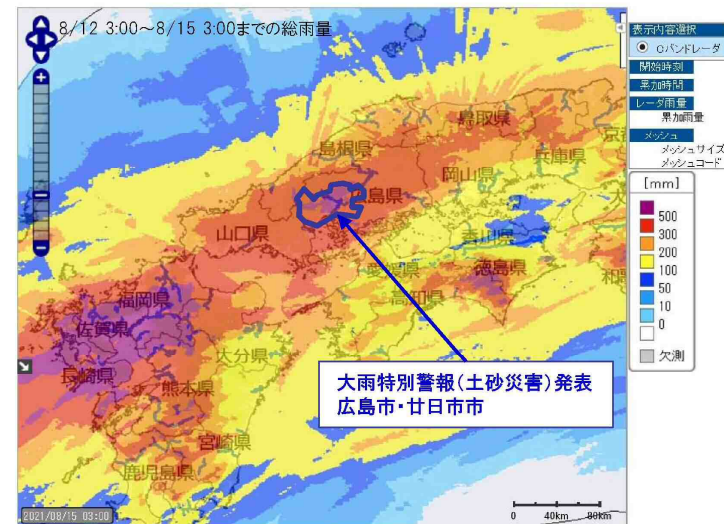 8/12 3:00～8/15 3:00までの総雨量
表示内容選択
Cバンドレーダ
開始時刻
累加時間
レーダ雨量
累加雨量
メッシュ
メッシュサイズ
メッシュコード
[mm]
500
300
200
100
50
10
0
欠測
鳥取県
島根県
兵庫県
岡山県
島県
山口県
香川県
愛媛県
徳島県
高知県
福岡県
佐賀県
大分県
長崎県
熊本県
宮崎県
鹿児島県
大雨特別警報（土砂災害）発表
広島市・廿日市市
2021/08/15 03:00
0 40km 80km